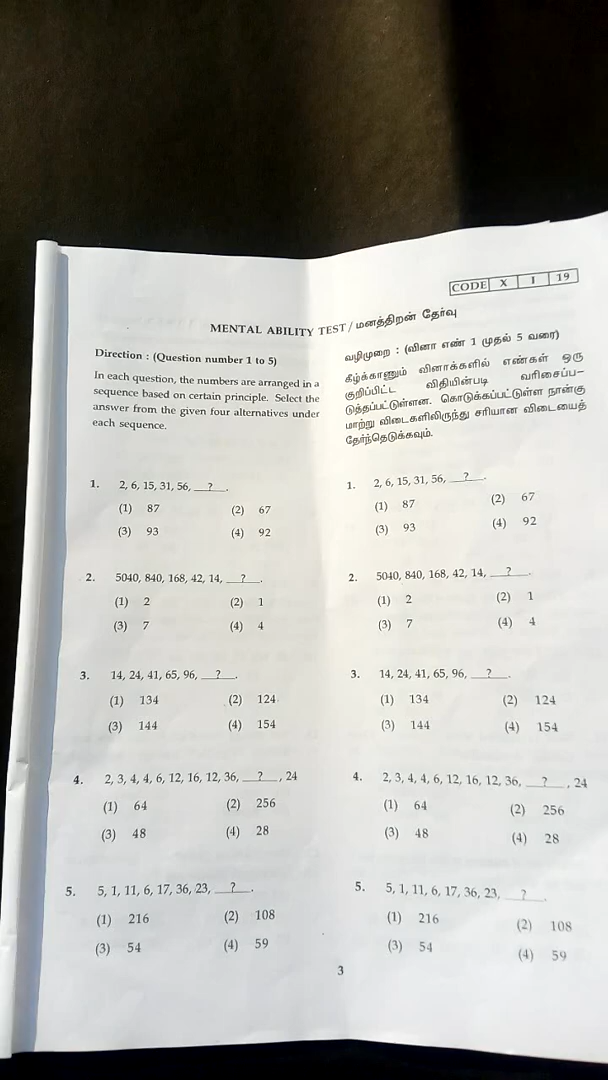 CODE X 1 19
MENTAL ABILITY TEST / மனத்திறன் தேர்வு
Direction : (Question number 1 to 5)
In each question, the numbers are arranged in a
sequence based on certain principle. Select the
answer from the given four alternatives under
each sequence.
1. 2, 6, 15, 31, 56, ? .
(1) 87 (2) 67
(3) 93 (4) 92
2. 5040, 840, 168, 42, 14, ? .
(1) 2 (2) 1
(3) 7 (4) 4
3. 14, 24, 41, 65, 96, ? .
(1) 134 (2) 124
(3) 144 (4) 154
4. 2, 3, 4, 4, 6, 12, 16, 12, 36, ? , 24
(1) 64 (2) 256
(3) 48 (4) 28
5. 5, 1, 11, 6, 17, 36, 23, ? .
(1) 216 (2) 108
(3) 54 (4) 59
வழிமுறை : (வினா எண் 1 முதல் 5 வரை)
கீழ்க்காணும் வினாக்களில் எண்கள் ஒரு
குறிப்பிட்ட விதியின்படி வரிசைப்ப-
டுத்தப்பட்டுள்ளன. கொடுக்கப்பட்டுள்ள நான்கு
மாற்று விடைகளிலிருந்து சரியான விடையைத்
தேர்ந்தெடுக்கவும்.
1. 2, 6, 15, 31, 56, ? .
(1) 87 (2) 67
(3) 93 (4) 92
2. 5040, 840, 168, 42, 14, ? .
(1) 2 (2) 1
(3) 7 (4) 4
3. 14, 24, 41, 65, 96, ? .
(1) 134 (2) 124
(3) 144 (4) 154
4. 2, 3, 4, 4, 6, 12, 16, 12, 36, ? , 24
(1) 64 (2) 256
(3) 48 (4) 28
5. 5, 1, 11, 6, 17, 36, 23, ? .
(1) 216 (2) 108
(3) 54 (4) 59
3